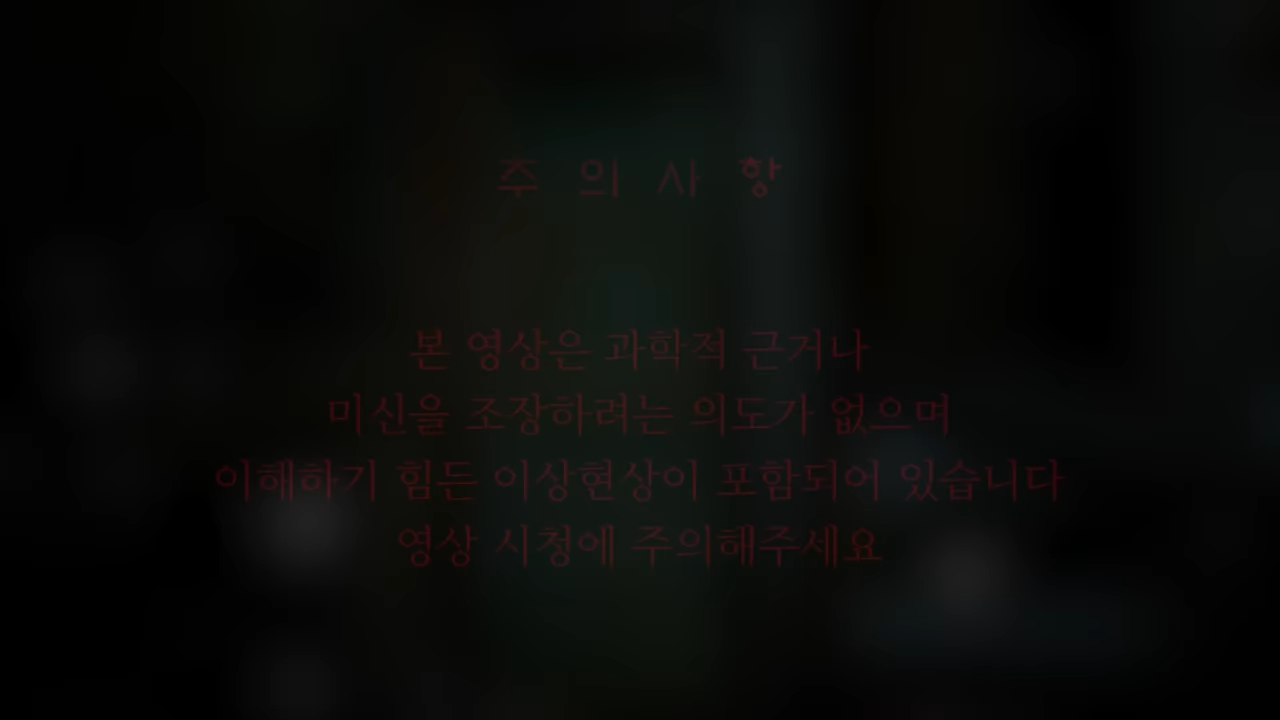 주 의 사 항
본 영상은 과학적 근거나
미신을 조장하려는 의도가 없으며
이해하기 힘든 이상현상이 포함되어 있습니다
영상 시청에 주의해주세요